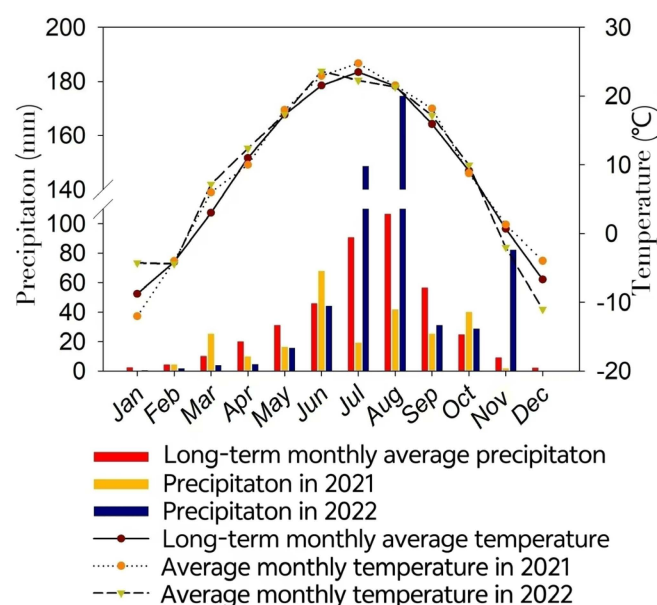 Precipitaton (mm)
200
180
160
140
100
80
60
40
20
0
Temperature (℃)
30
20
10
0
-10
-20
Jan Feb Mar Apr May Jun Jul Aug Sep Oct Nov Dec
Long-term monthly average precipitaton
Precipitaton in 2021
Precipitaton in 2022
Long-term monthly average temperature
Average monthly temperature in 2021
Average monthly temperature in 2022